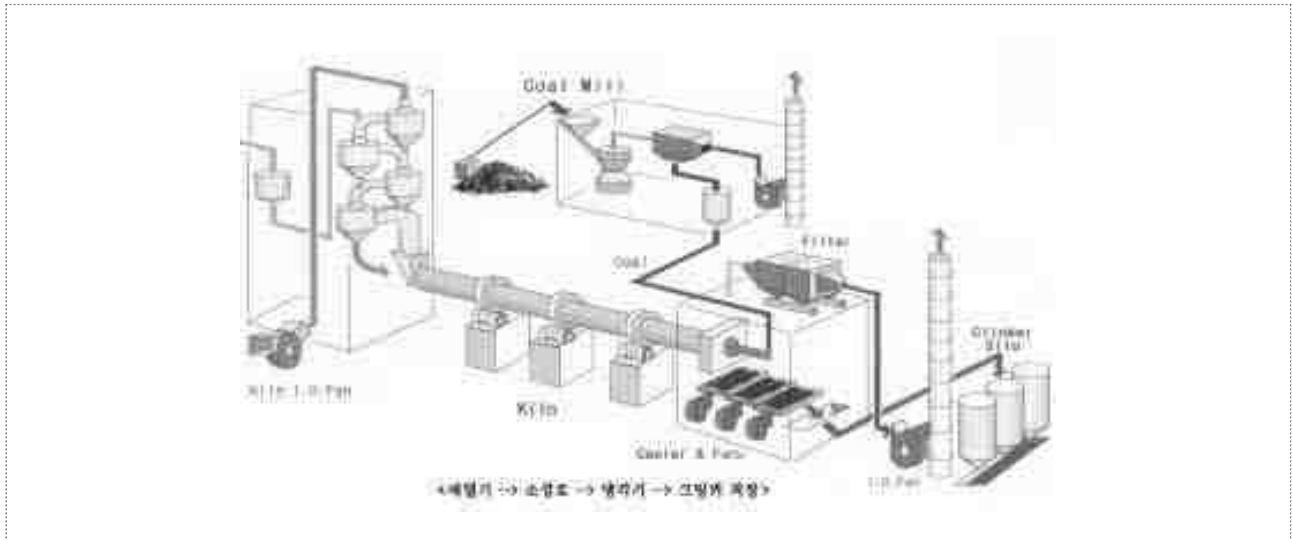 Coal Mill
Filter
Coal
Clinker
Silo
Kiln I.D Fan
Kiln
Cooler & Fans
I.D Fan
<예열기 --> 소성로 --> 냉각기 --> 크링커 저장>